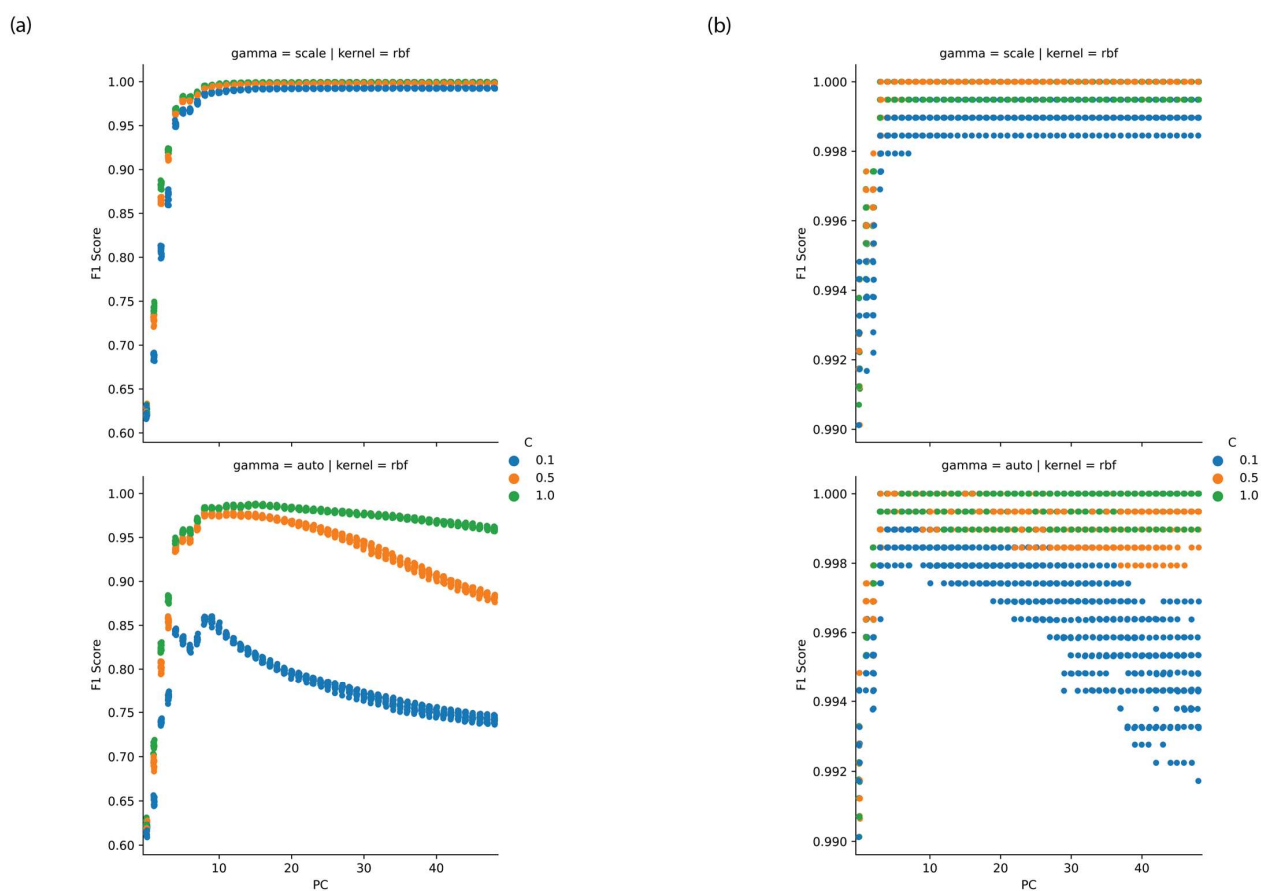 (a)
gamma = scale | kernel = rbf
1.00
0.95
0.90
0.85
0.80
0.75
0.70
0.65
0.60
F1 Score
gamma = auto | kernel = rbf
1.00
0.95
0.90
0.85
0.80
0.75
0.70
0.65
0.60
F1 Score
10 20 30 40
PC
C
0.1
0.5
1.0
(b)
gamma = scale | kernel = rbf
1.000
0.998
0.996
0.994
0.992
0.990
F1 Score
gamma = auto | kernel = rbf
1.000
0.998
0.996
0.994
0.992
0.990
F1 Score
10 20 30 40
PC
C
0.1
0.5
1.0